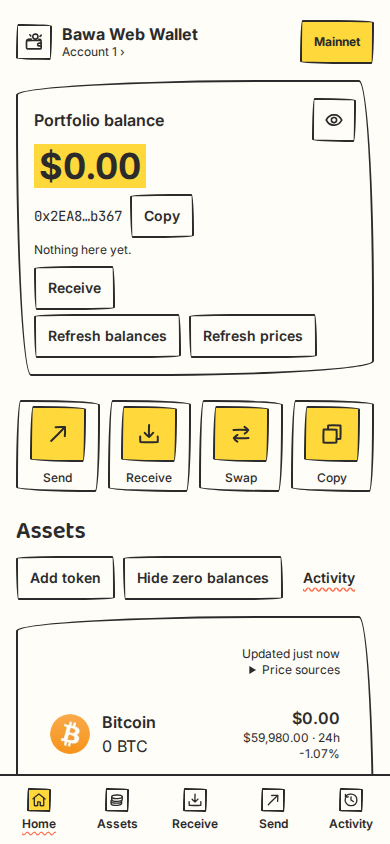 Bawa Web Wallet
Account 1 ›
Mainnet
Portfolio balance
$0.00
0x2EA8…b367
Copy
Nothing here yet.
Receive
Refresh balances
Refresh prices
Send
Receive
Swap
Copy
Assets
Add token
Hide zero balances
Activity
Updated just now
▶ Price sources
Bitcoin
$0.00
0 BTC
$59,980.00 · 24h
-1.07%
Home
Assets
Receive
Send
Activity